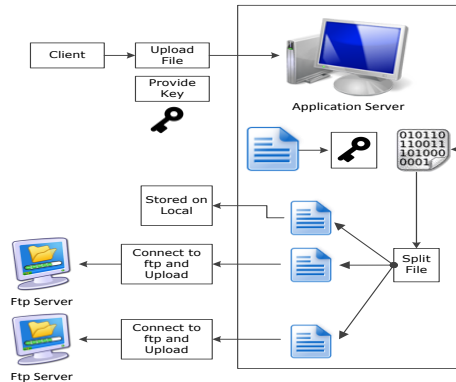 Client
Upload
File
Provide
Key
Application Server
010110
110011
101000
0001
Stored on
Local
Split
File
Connect to
ftp and
Upload
Ftp Server
Connect to
ftp and
Upload
Ftp Server